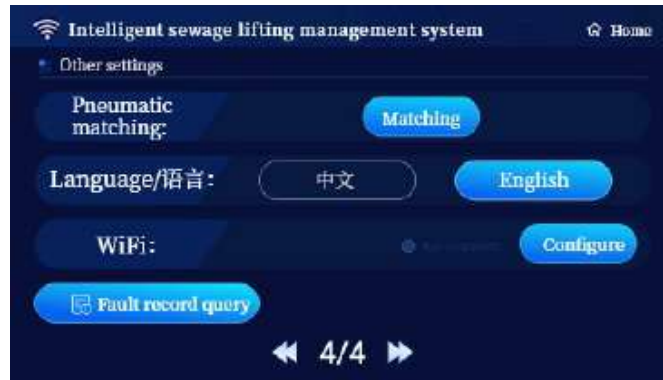 Intelligent sewage lifting management system
Home
Other settings
Pneumatic
matching:
Matching
Language/语言:
中文
English
WiFi:
Configure
Fault record query
4/4